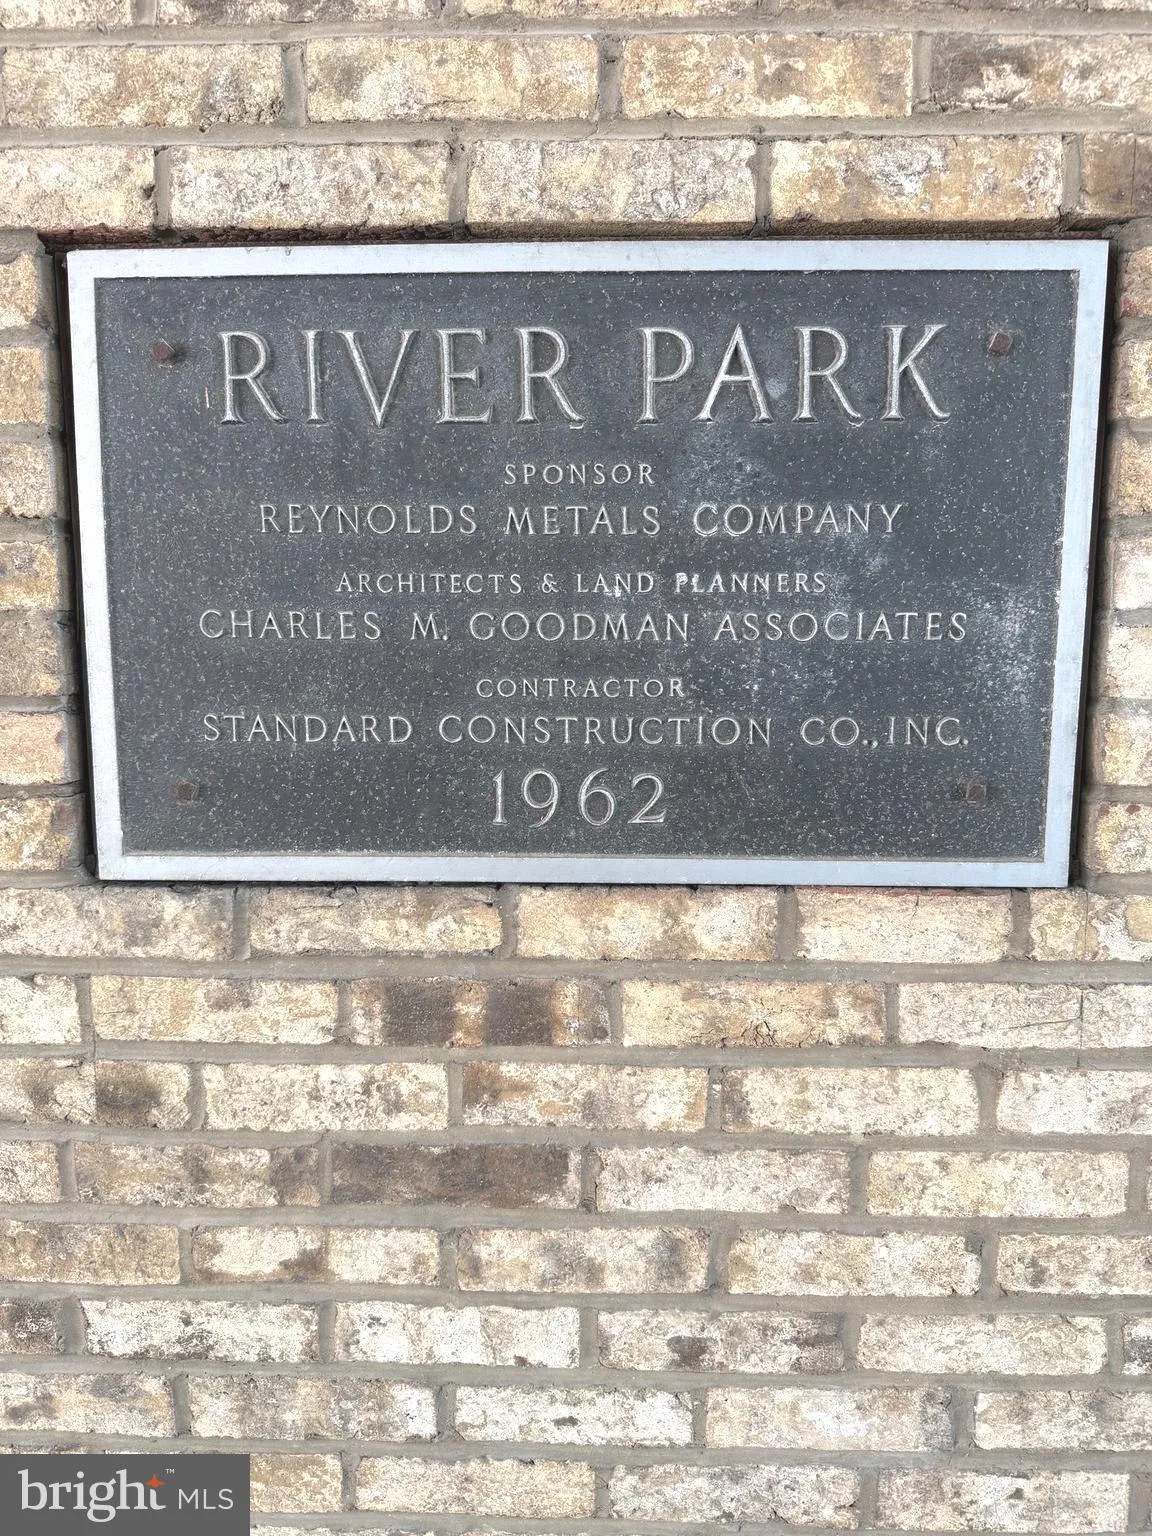 RIVER PARK
SPONSOR
REYNOLDS METALS COMPANY
ARCHITECTS & LAND PLANNERS
CHARLES M. GOODMAN ASSOCIATES
CONTRACTOR
STANDARD CONSTRUCTION CO., INC.
1962
bright™ MLS